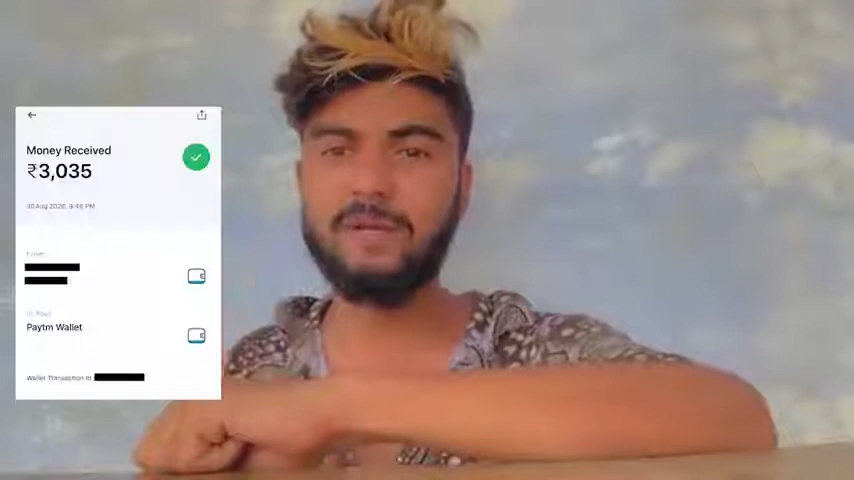 Money Received
₹3,035
30 Aug 2020, 9:48 PM
Paytm Wallet
Wallet Transaction ID